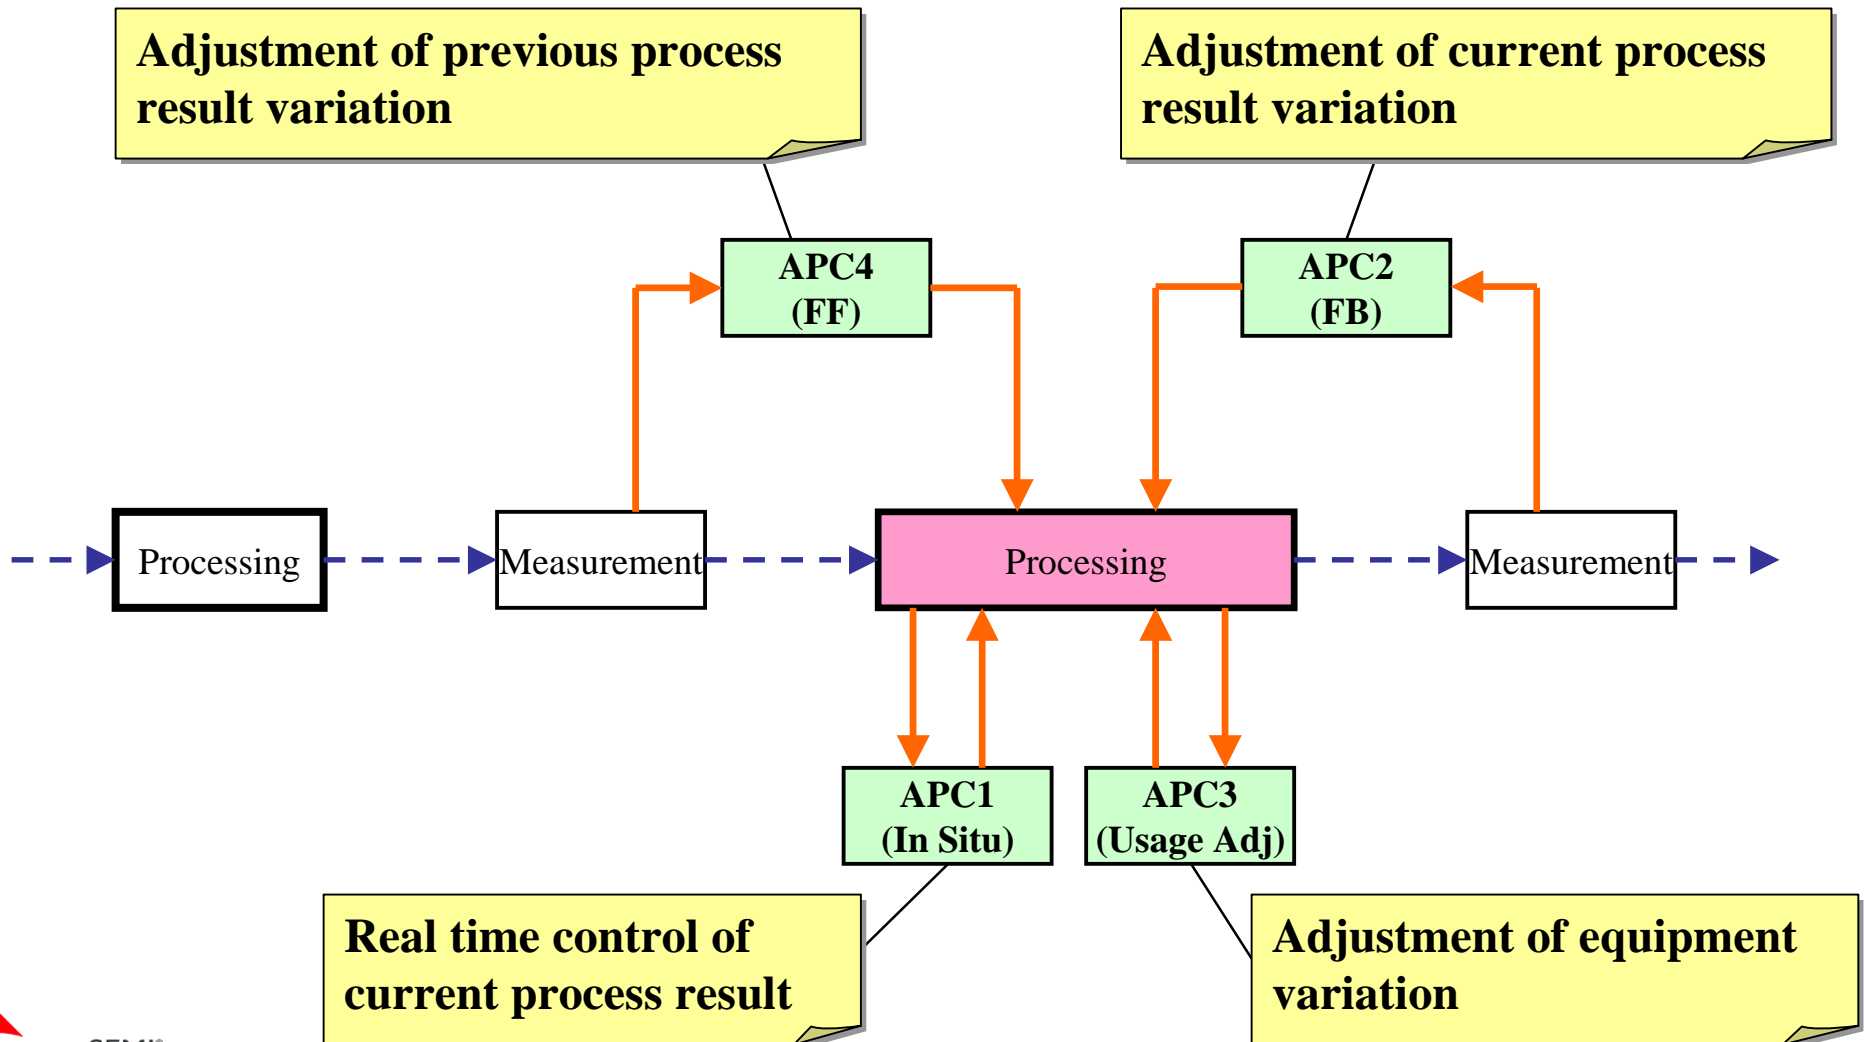 Adjustment of previous process
result variation
Adjustment of current process
result variation
APC4
(FF)
APC2
(FB)
Processing
Measurement
Processing
Measurement
APC1
(In Situ)
APC3
(Usage Adj)
Real time control of
current process result
Adjustment of equipment
variation